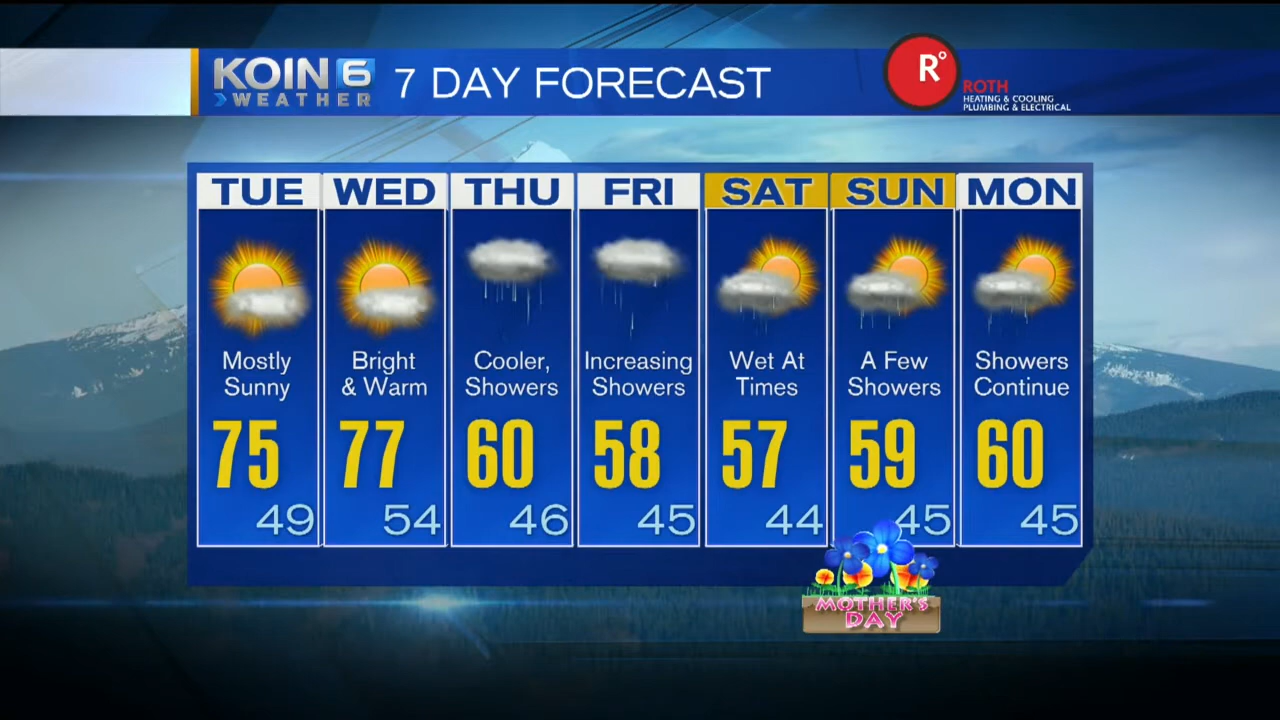 KOIN 6
WEATHER
7 DAY FORECAST
R°
ROTH
HEATING & COOLING
PLUMBING & ELECTRICAL
TUE
Mostly
Sunny
75
49
WED
Bright
& Warm
77
54
THU
Cooler,
Showers
60
46
FRI
Increasing
Showers
58
45
SAT
Wet At
Times
57
44
SUN
A Few
Showers
59
45
MON
Showers
Continue
60
45
MOTHER'S
DAY